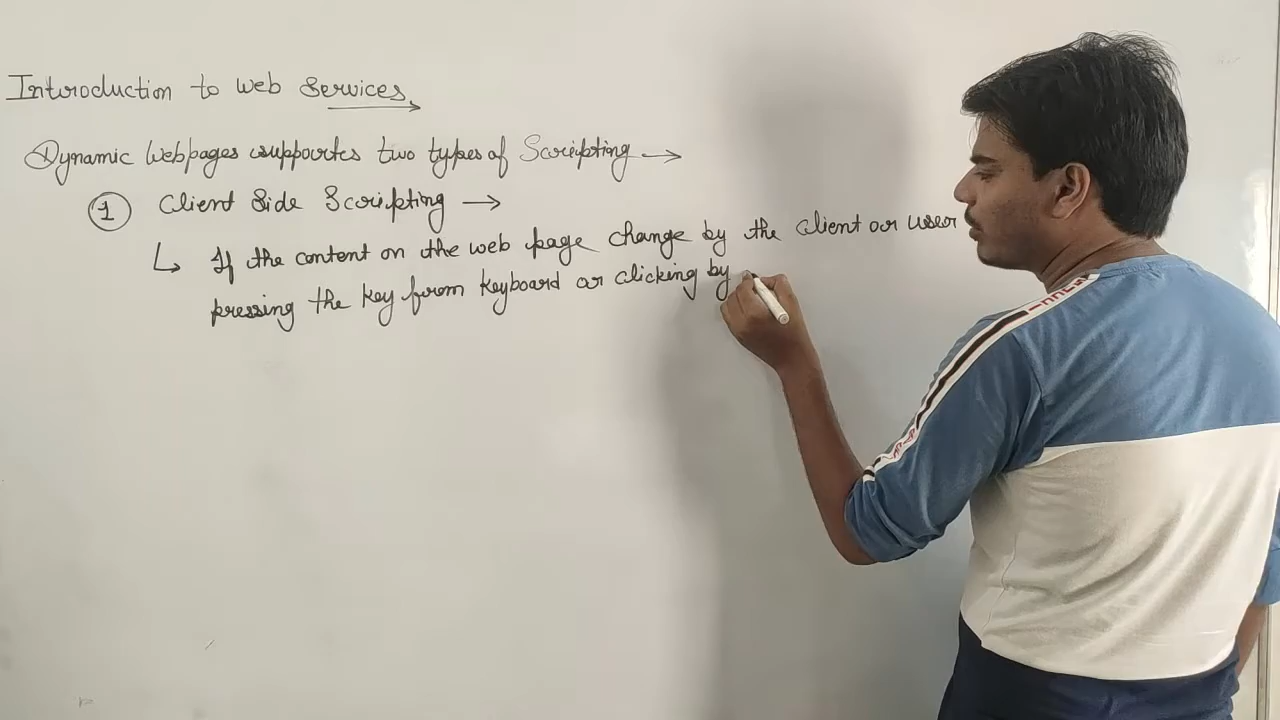 Introduction to Web Services
Dynamic Webpages supports two types of Scripting →
1 Client Side Scripting →
↳ If the content on the web page change by the client or user
pressing the key from keyboard or clicking by